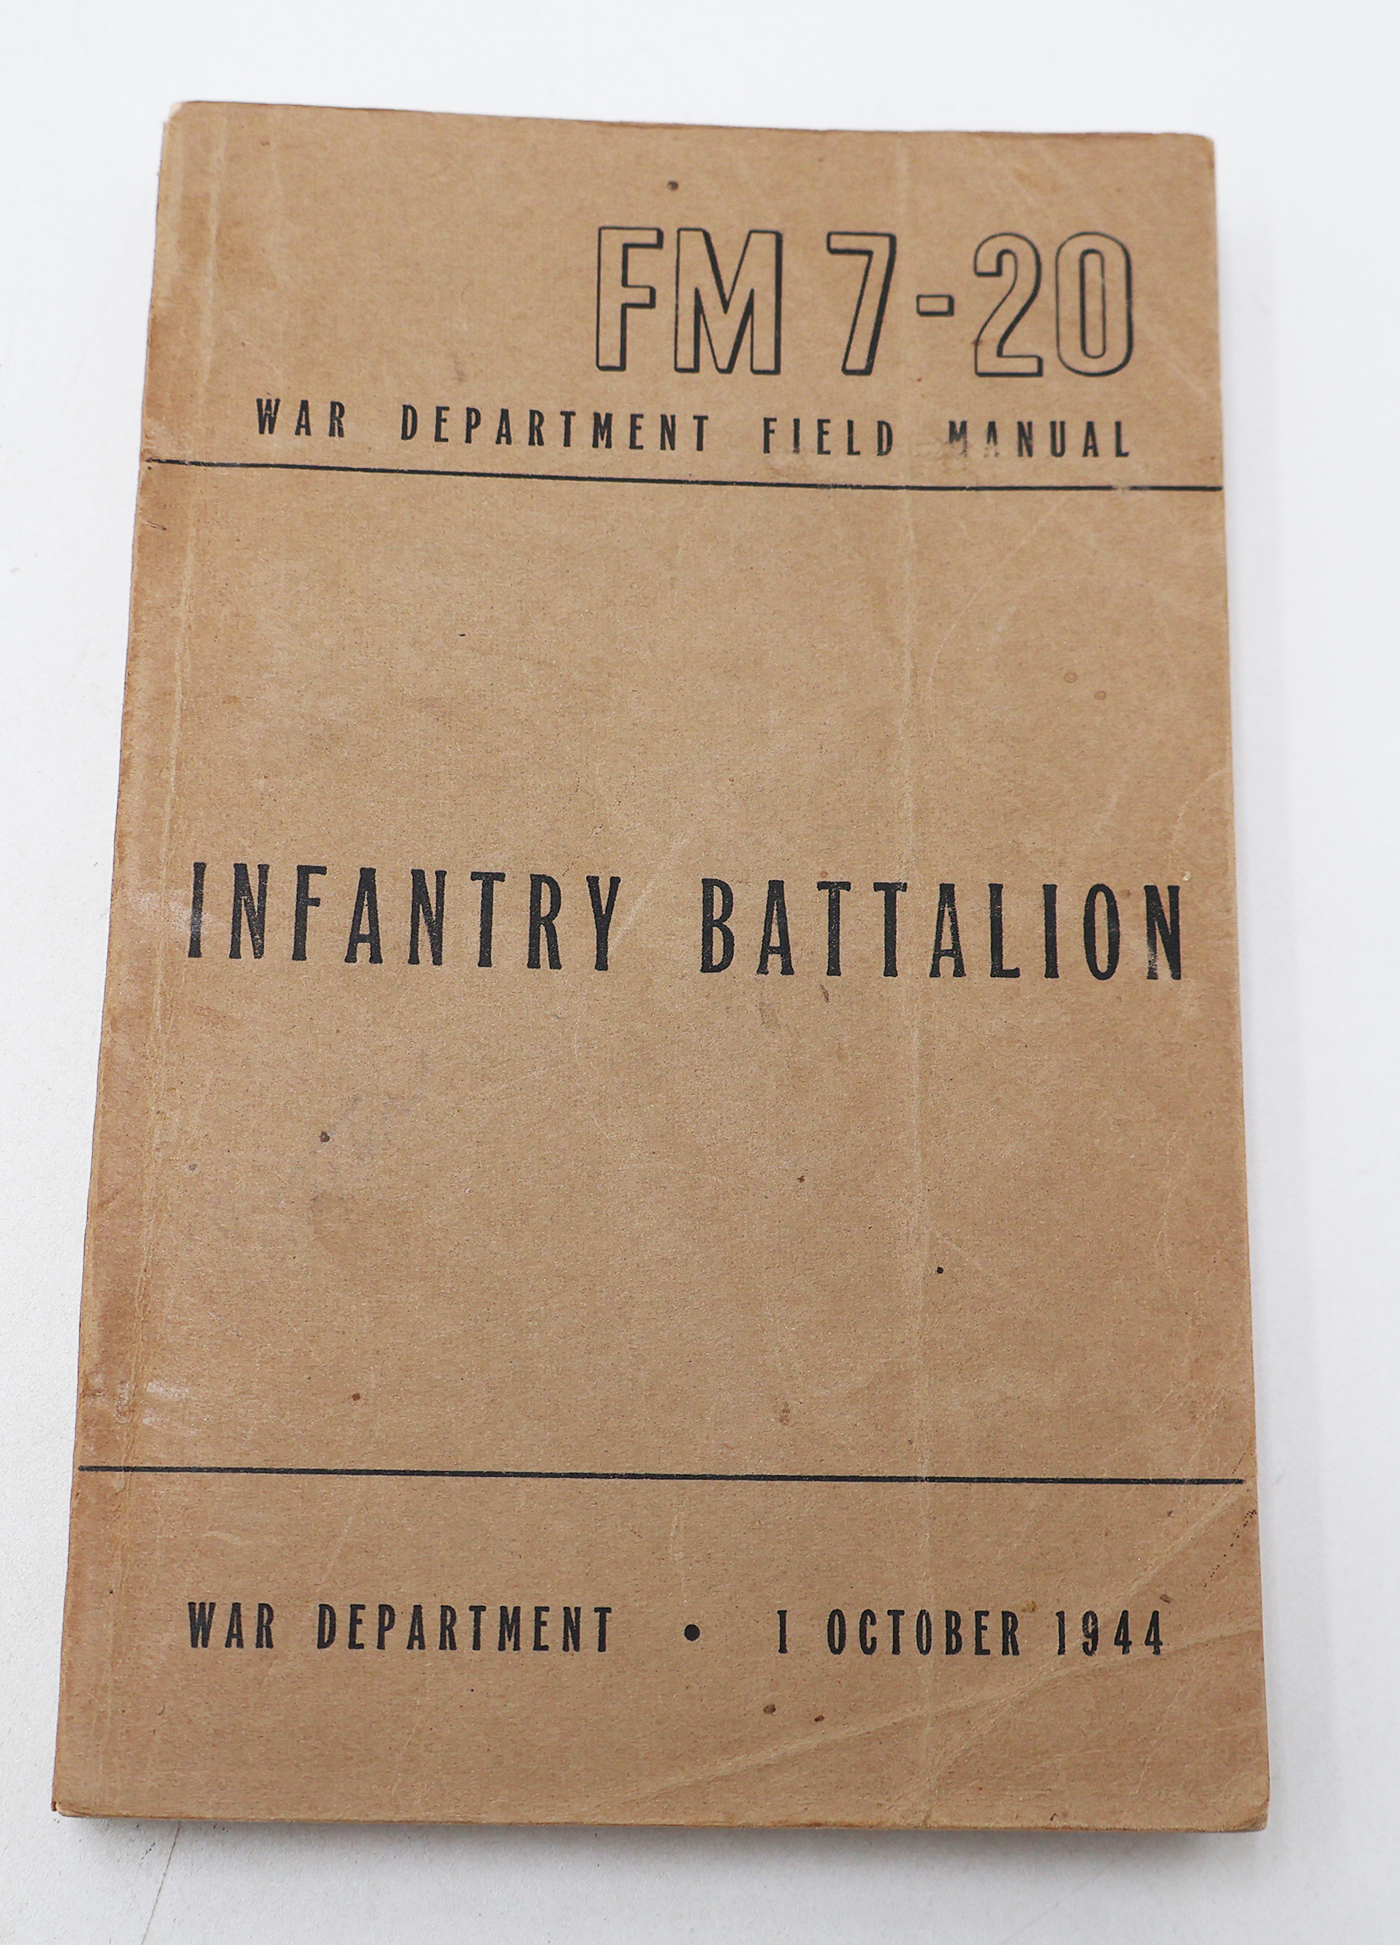 FM 7-20
WAR DEPARTMENT FIELD MANUAL
INFANTRY BATTALION
WAR DEPARTMENT • 1 OCTOBER 1944